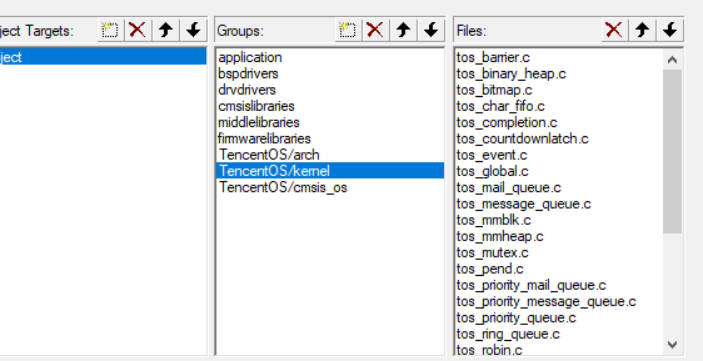 ject Targets:
ject
Groups:
application
bspdrivers
drvdrivers
cmsislibraries
middlelibraries
firmwarelibraries
TencentOS/arch
TencentOS/kernel
TencentOS/cmsis_os
Files:
tos_barrier.c
tos_binary_heap.c
tos_bitmap.c
tos_char_fifo.c
tos_completion.c
tos_countdownlatch.c
tos_event.c
tos_global.c
tos_mail_queue.c
tos_message_queue.c
tos_mmblk.c
tos_mmheap.c
tos_mutex.c
tos_pend.c
tos_priority_mail_queue.c
tos_priority_message_queue.c
tos_priority_queue.c
tos_ring_queue.c
tos_robin.c